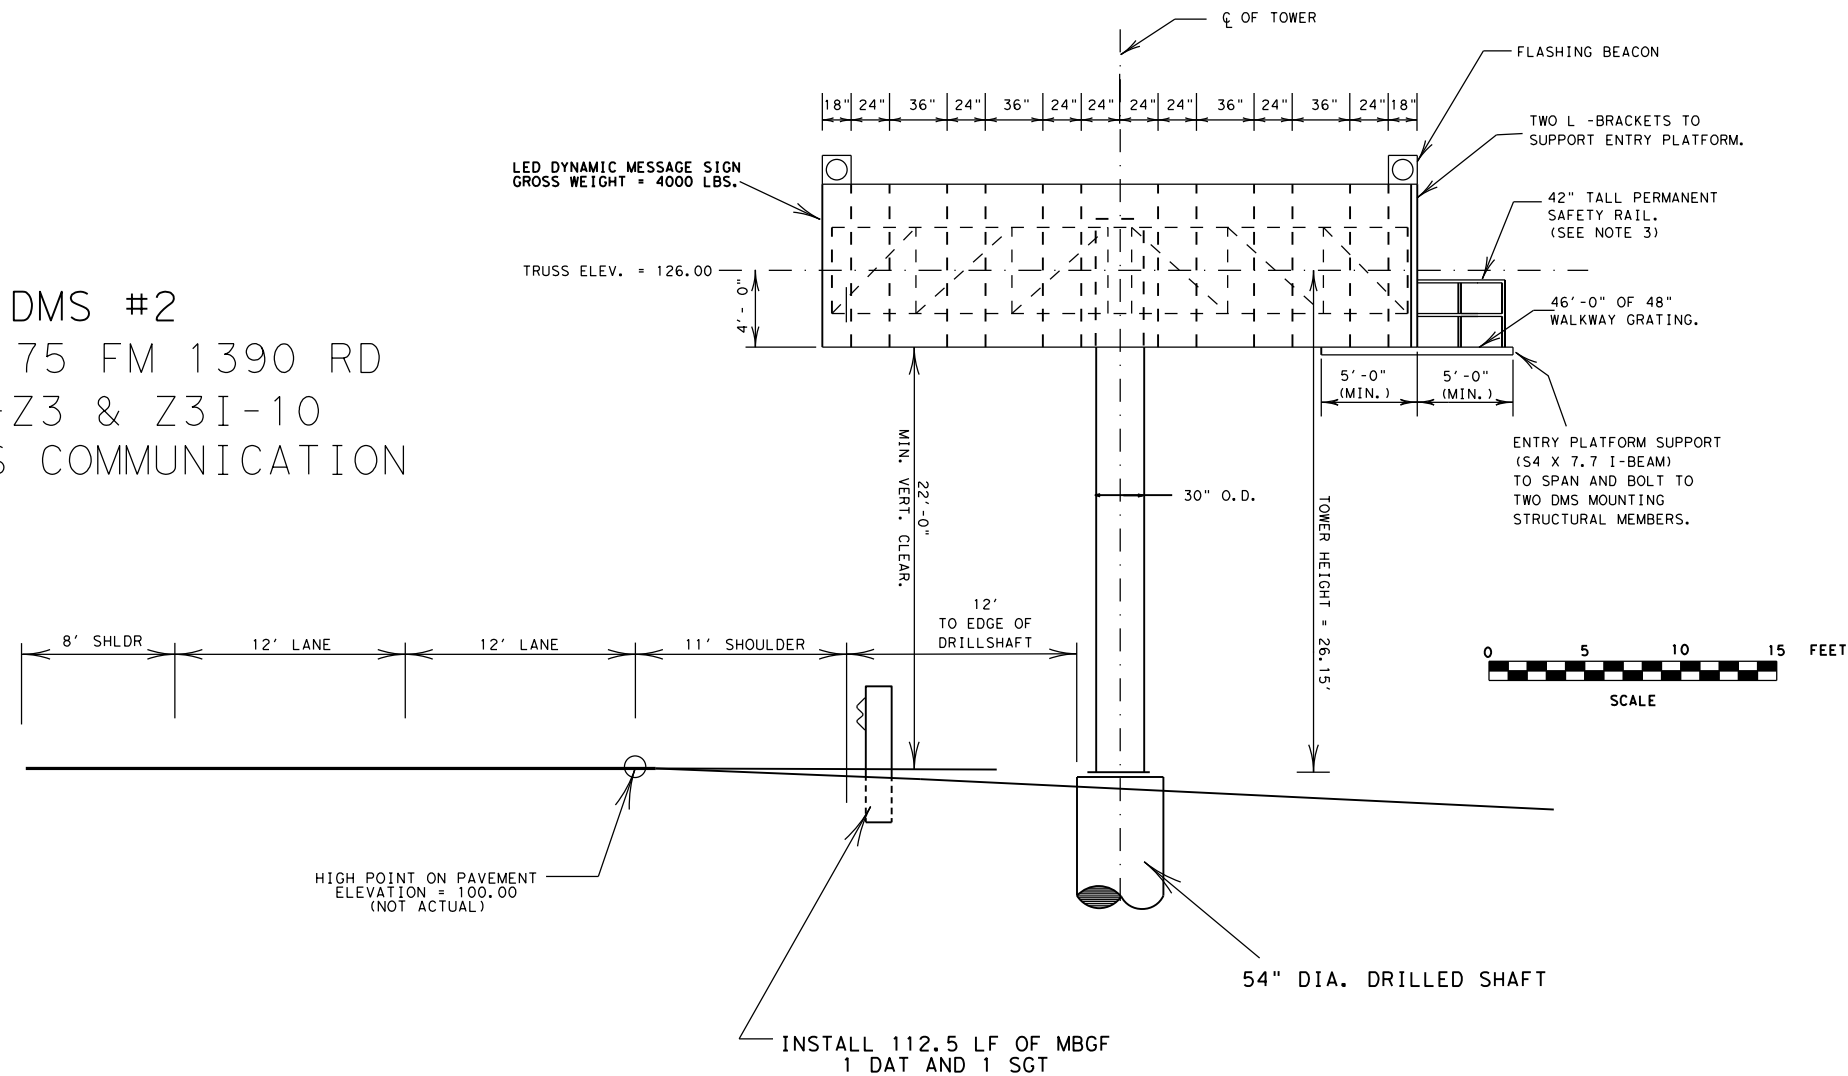 ℄ OF TOWER
FLASHING BEACON
18" 24" 36" 24" 36" 24" 24" 24" 24" 36" 24" 36" 24" 18"
TWO L -BRACKETS TO
SUPPORT ENTRY PLATFORM.
LED DYNAMIC MESSAGE SIGN
GROSS WEIGHT = 4000 LBS.
42" TALL PERMANENT
SAFETY RAIL.
(SEE NOTE 3)
TRUSS ELEV. = 126.00
4'- 0"
46'-0" OF 48"
WALKWAY GRATING.
DMS #2
75 FM 1390 RD
-Z3 & Z3I-10
S COMMUNICATION
5'-0"
(MIN.)
5'-0"
(MIN.)
ENTRY PLATFORM SUPPORT
(S4 X 7.7 I-BEAM)
TO SPAN AND BOLT TO
TWO DMS MOUNTING
STRUCTURAL MEMBERS.
22'-0"
MIN. VERT. CLEAR.
30" O.D.
TOWER HEIGHT = 26.15'
8' SHLDR
12' LANE
12' LANE
11' SHOULDER
12'
TO EDGE OF
DRILLSHAFT
0 5 10 15 FEET
SCALE
HIGH POINT ON PAVEMENT
ELEVATION = 100.00
(NOT ACTUAL)
54" DIA. DRILLED SHAFT
INSTALL 112.5 LF OF MBGF
1 DAT AND 1 SGT